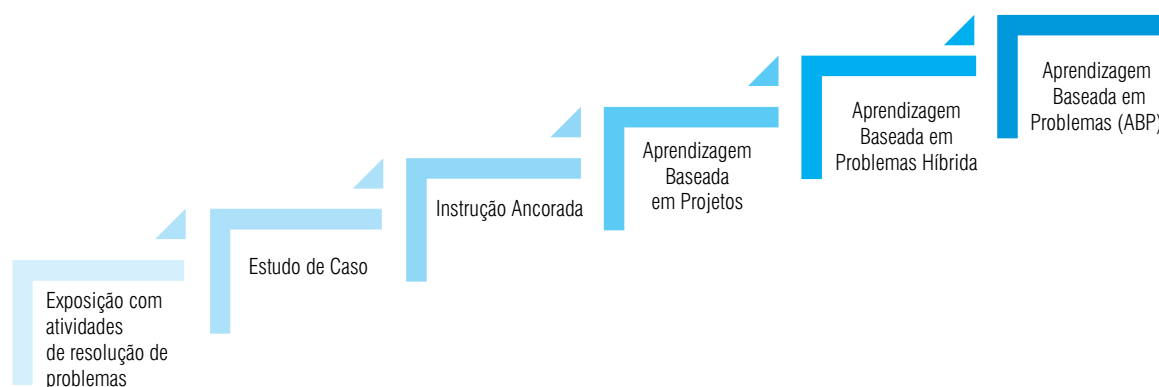 Exposição com
atividades
de resolução de
problemas
Estudo de Caso
Instrução Ancorada
Aprendizagem
Baseada
em Projetos
Aprendizagem
Baseada em
Problemas Híbrida
Aprendizagem
Baseada em
Problemas (ABP)